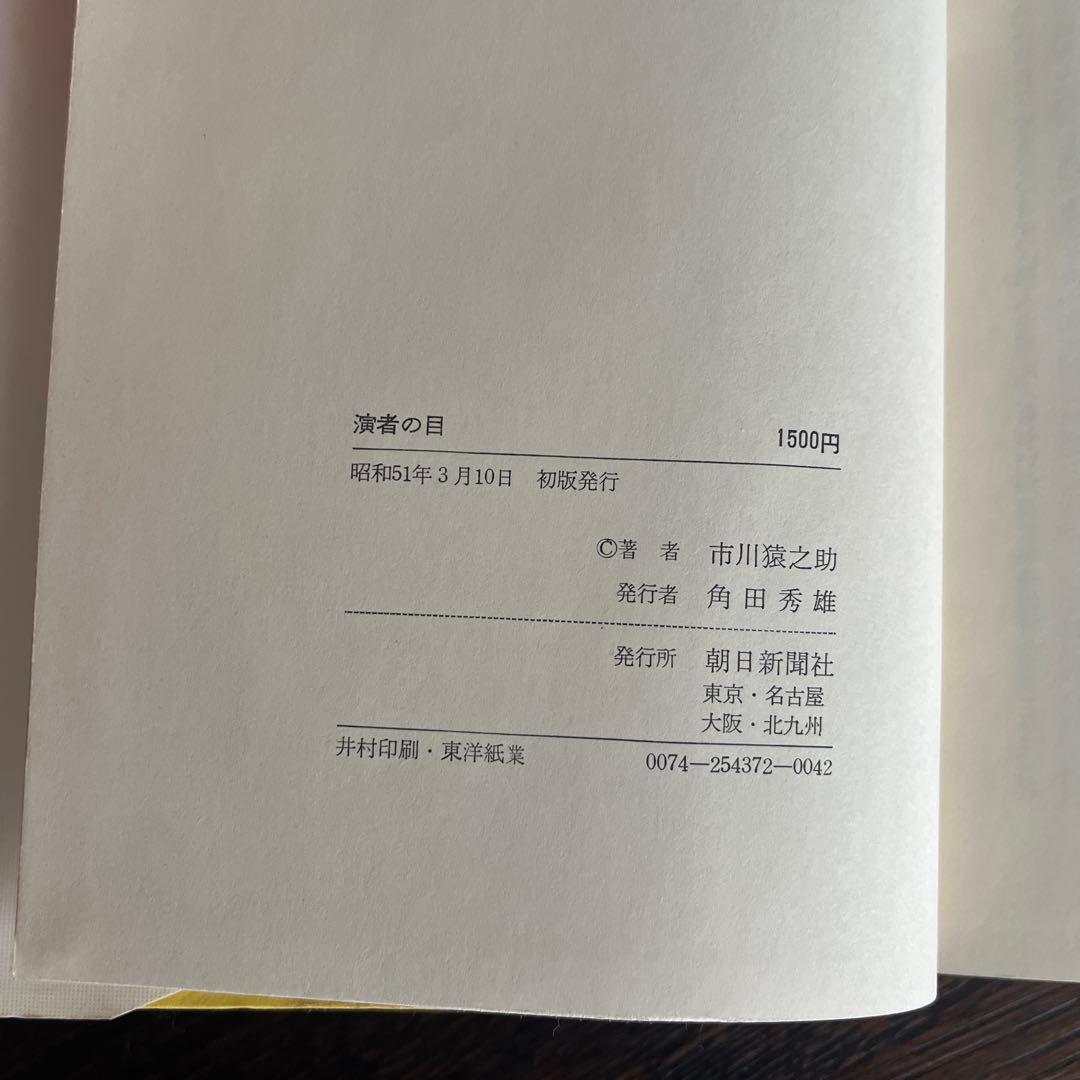 演者の目 1500円
昭和51年3月10日 初版発行
©著者 市川猿之助
発行者 角田秀雄
発行所 朝日新聞社
東京・名古屋
大阪・北九州
井村印刷・東洋紙業 0074—254372—0042